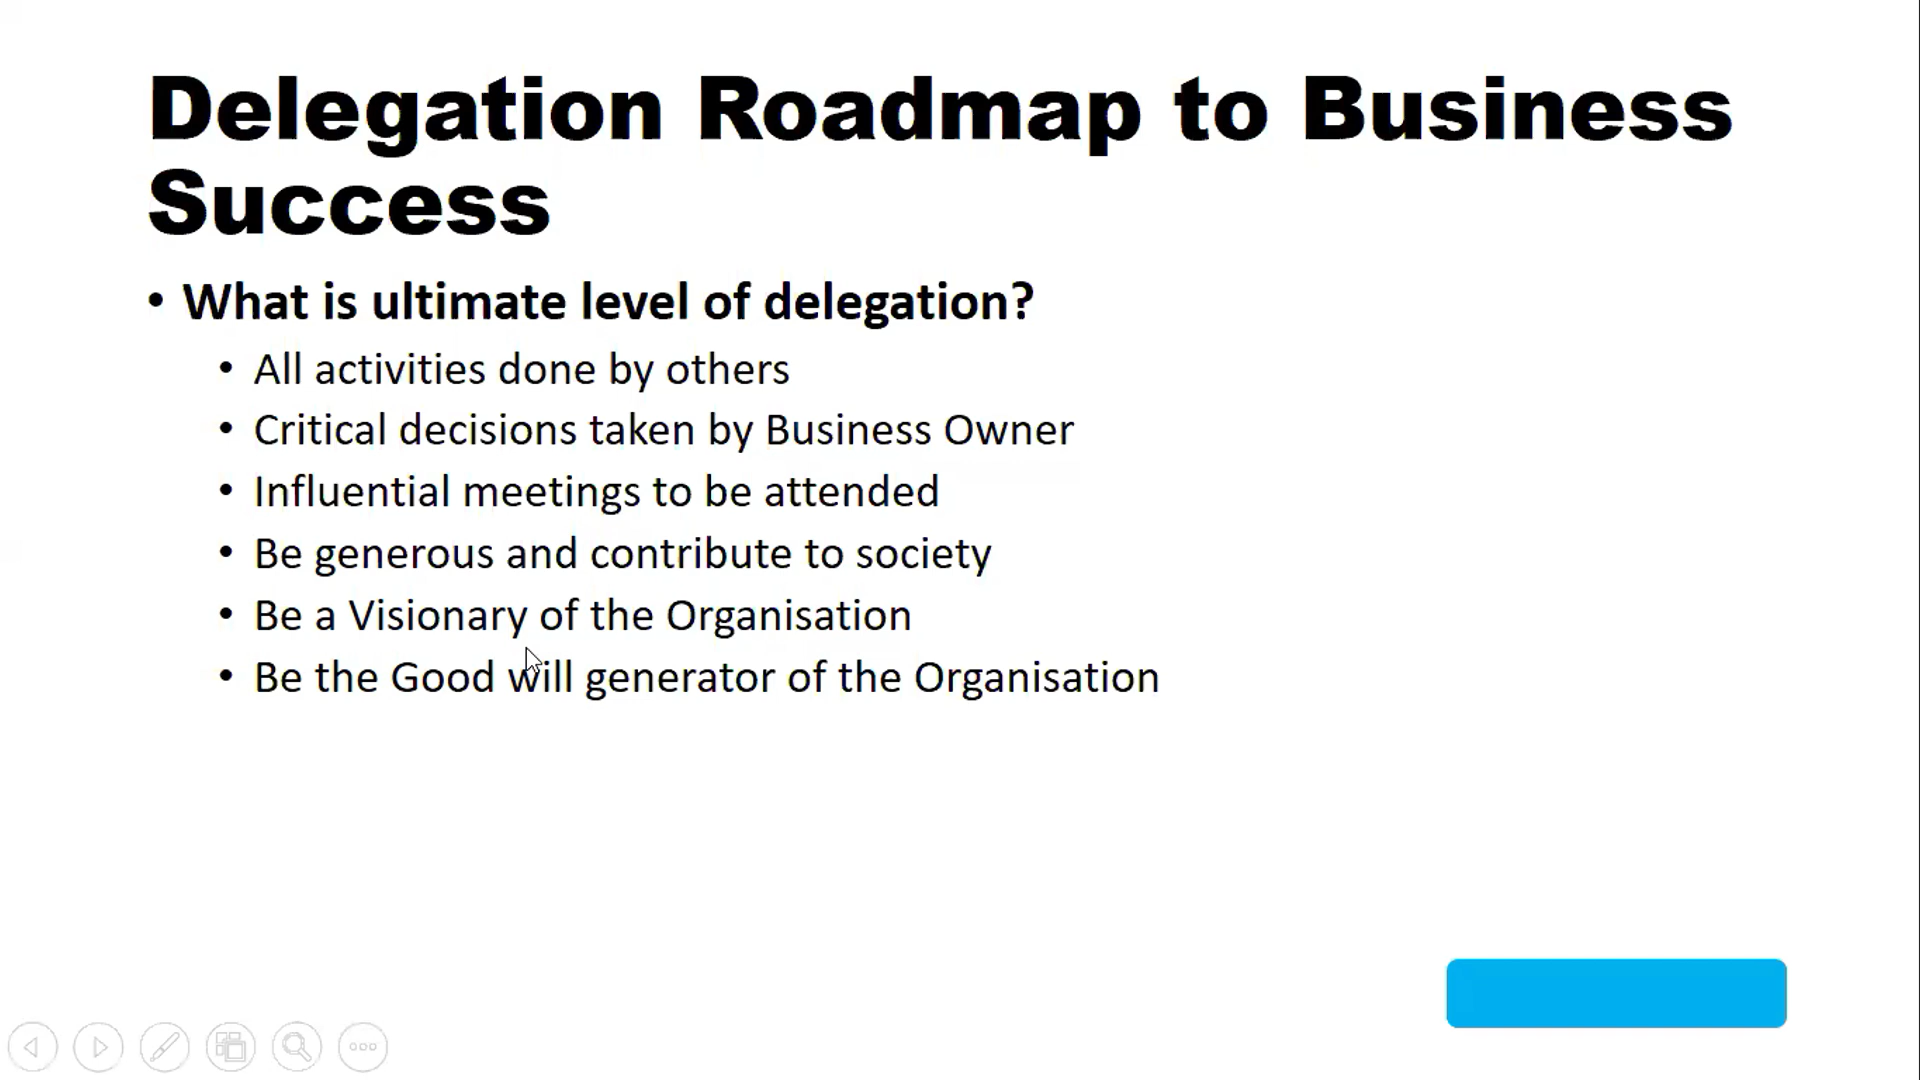 Delegation Roadmap to Business
Success
• What is ultimate level of delegation?
• All activities done by others
• Critical decisions taken by Business Owner
• Influential meetings to be attended
• Be generous and contribute to society
• Be a Visionary of the Organisation
• Be the Good will generator of the Organisation